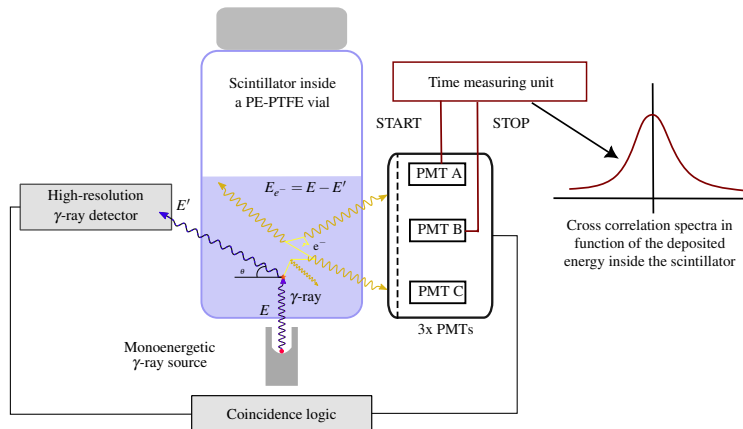 Scintillator inside
a PE-PTFE vial
Time measuring unit
START
STOP
High-resolution
γ-ray detector
E′
E_{e⁻} = E − E′
PMT A
PMT B
PMT C
e⁻
θ
γ-ray
E
3x PMTs
Monoenergetic
γ-ray source
Coincidence logic
Cross correlation spectra in
function of the deposited
energy inside the scintillator